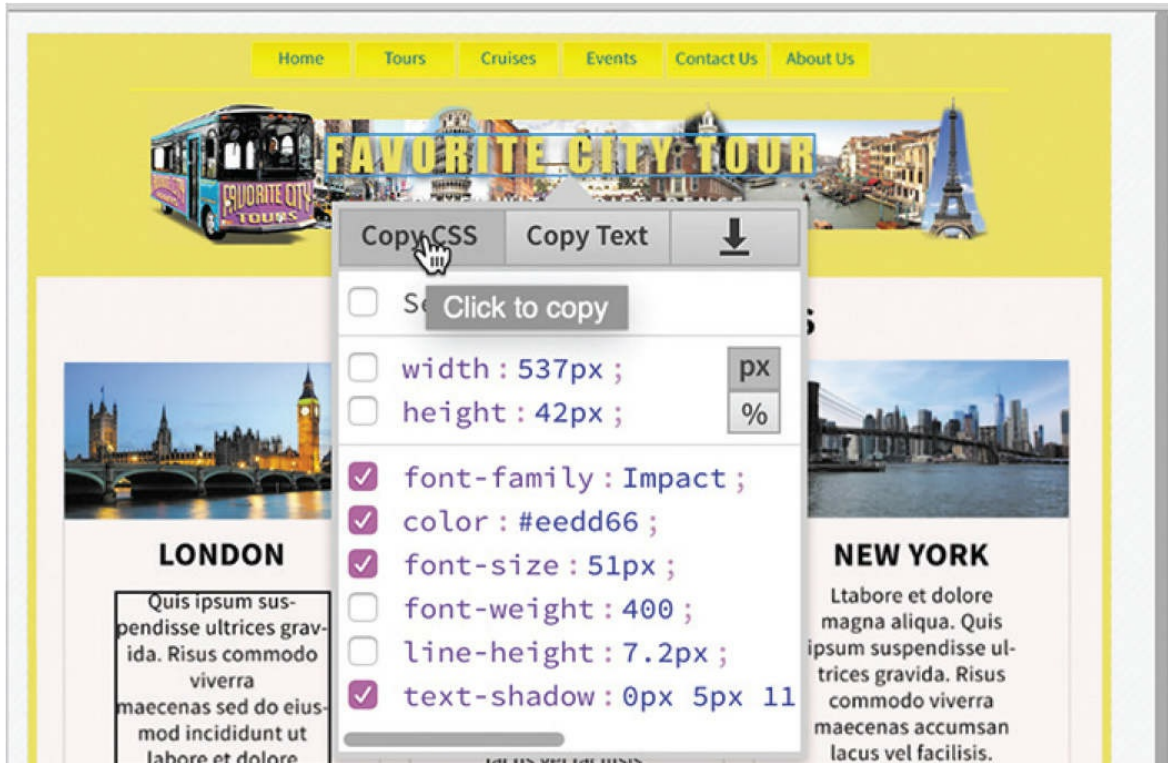 Home Tours Cruises Events Contact Us About Us
FAVORITE CITY TOUR
FAVORITE CITY
TOURS
Copy CSS Copy Text
Click to copy
S
width : 537px ; px
height : 42px ; %
font-family : Impact ;
color : #eedd66 ;
font-size : 51px ;
font-weight : 400 ;
line-height : 7.2px ;
text-shadow : 0px 5px 11
LONDON
Quis ipsum sus-
pendisse ultrices grav-
ida. Risus commodo
viverra
maecenas sed do eius-
mod incididunt ut
labore et dolore
NEW YORK
Ltabore et dolore
magna aliqua. Quis
ipsum suspendisse ul-
trices gravida. Risus
commodo viverra
maecenas accumsan
lacus vel facilisis.